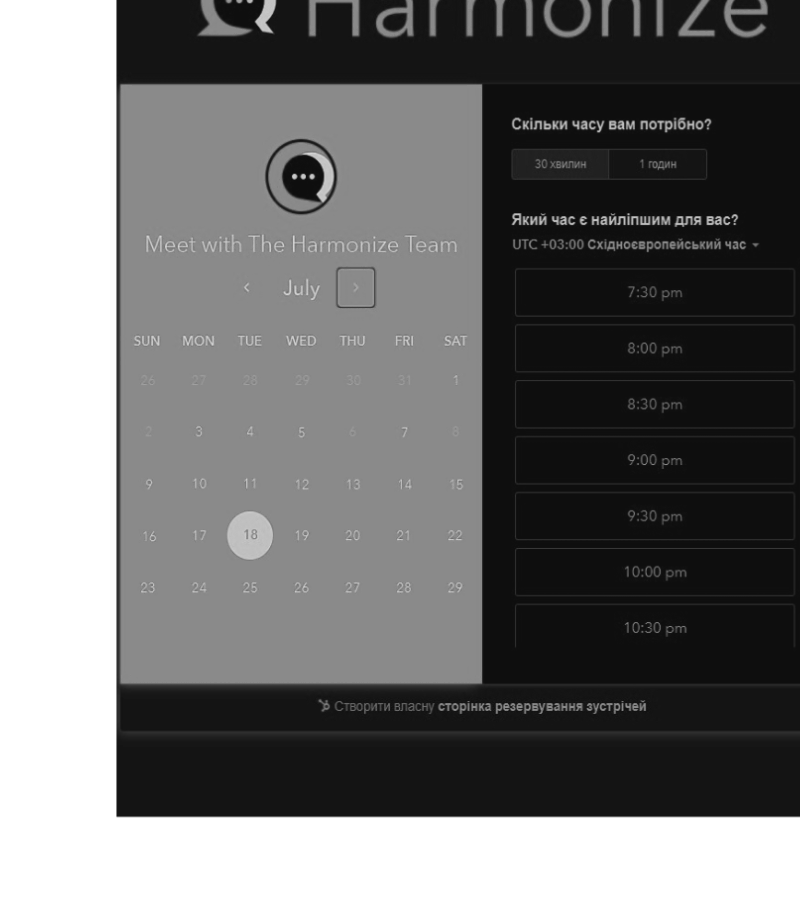 Harmonize
Meet with The Harmonize Team
July
SUN MON TUE WED THU FRI SAT
26 27 28 29 30 31 1
2 3 4 5 6 7 8
9 10 11 12 13 14 15
16 17 18 19 20 21 22
23 24 25 26 27 28 29
Скільки часу вам потрібно?
30 хвилин 1 годин
Який час є найліпшим для вас?
UTC +03:00 Східноєвропейський час
7:30 pm
8:00 pm
8:30 pm
9:00 pm
9:30 pm
10:00 pm
10:30 pm
Створити власну сторінка резервування зустрічей